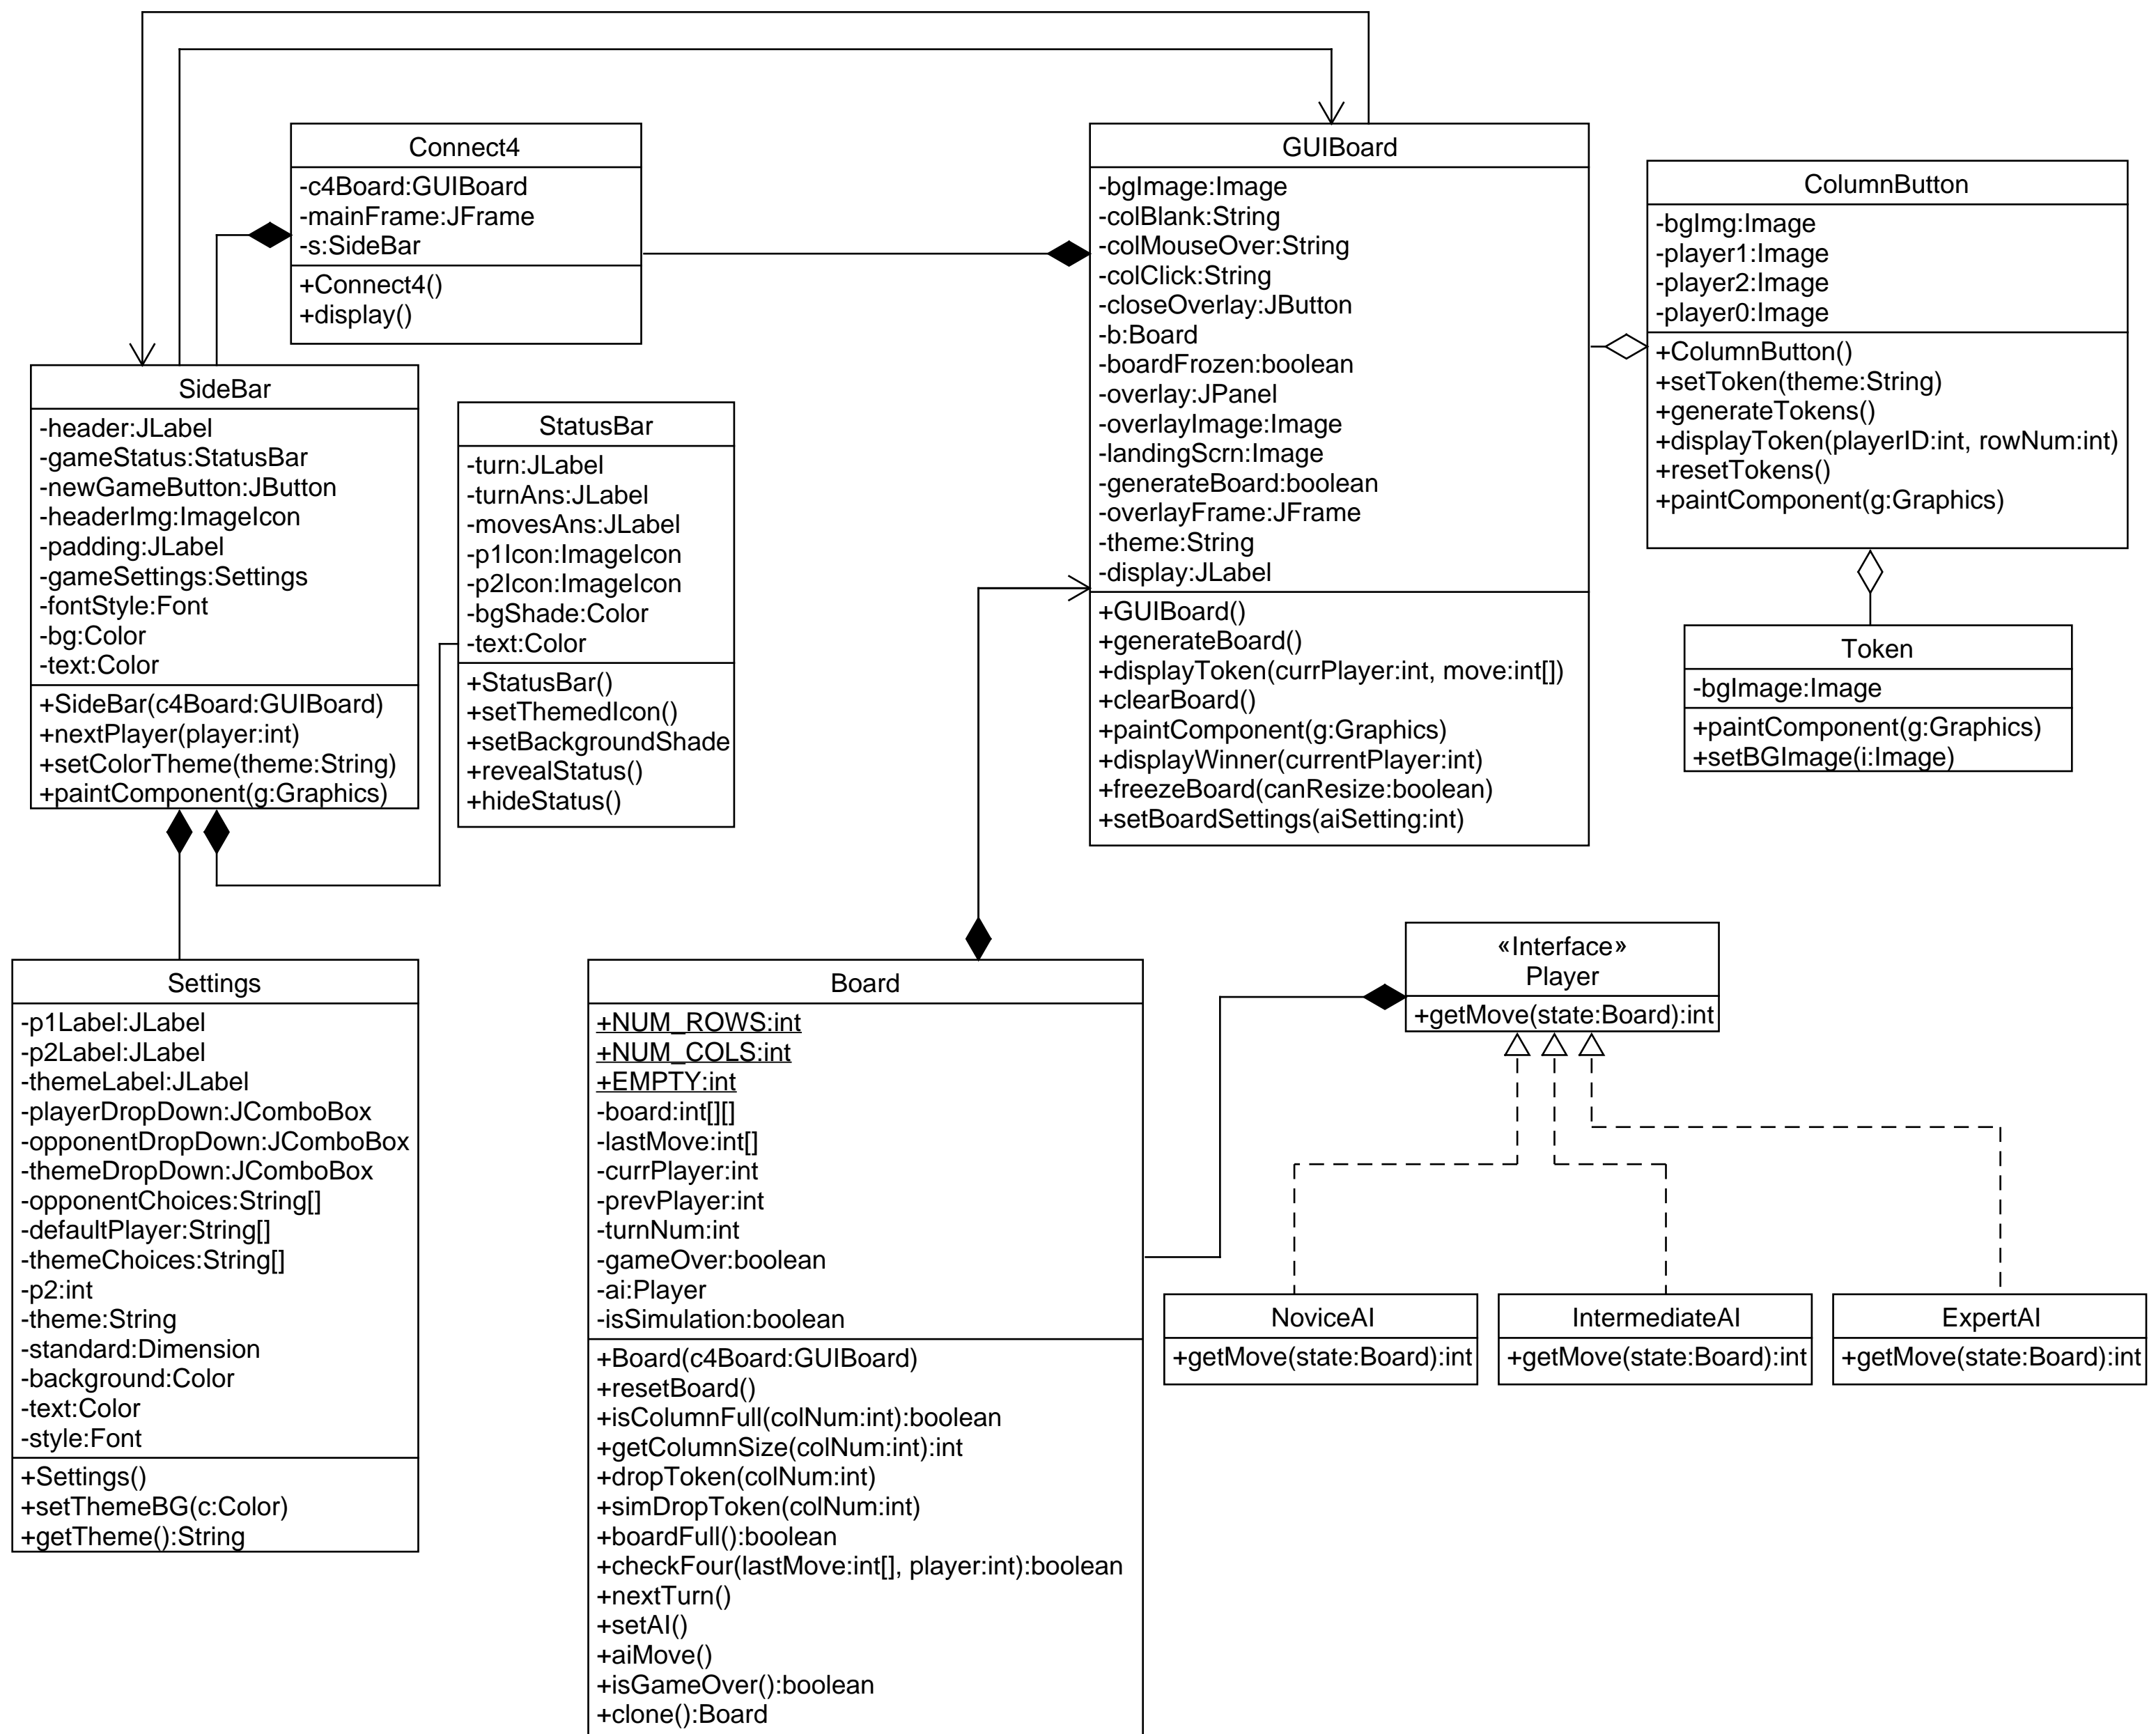 Connect4
-c4Board:GUIBoard
-mainFrame:JFrame
-s:SideBar
+Connect4()
+display()
GUIBoard
-bgImage:Image
-colBlank:String
-colMouseOver:String
-colClick:String
-closeOverlay:JButton
-b:Board
-boardFrozen:boolean
-overlay:JPanel
-overlayImage:Image
-landingScrn:Image
-generateBoard:boolean
-overlayFrame:JFrame
-theme:String
-display:JLabel
+GUIBoard()
+generateBoard()
+displayToken(currPlayer:int, move:int[])
+clearBoard()
+paintComponent(g:Graphics)
+displayWinner(currentPlayer:int)
+freezeBoard(canResize:boolean)
+setBoardSettings(aiSetting:int)
ColumnButton
-bgImg:Image
-player1:Image
-player2:Image
-player0:Image
+ColumnButton()
+setToken(theme:String)
+generateTokens()
+displayToken(playerID:int, rowNum:int)
+resetTokens()
+paintComponent(g:Graphics)
SideBar
-header:JLabel
-gameStatus:StatusBar
-newGameButton:JButton
-headerImg:ImageIcon
-padding:JLabel
-gameSettings:Settings
-fontStyle:Font
-bg:Color
-text:Color
+SideBar(c4Board:GUIBoard)
+nextPlayer(player:int)
+setColorTheme(theme:String)
+paintComponent(g:Graphics)
StatusBar
-turn:JLabel
-turnAns:JLabel
-movesAns:JLabel
-p1Icon:ImageIcon
-p2Icon:ImageIcon
-bgShade:Color
-text:Color
+StatusBar()
+setThemedIcon()
+setBackgroundShade
+revealStatus()
+hideStatus()
Token
-bgImage:Image
+paintComponent(g:Graphics)
+setBGImage(i:Image)
Settings
-p1Label:JLabel
-p2Label:JLabel
-themeLabel:JLabel
-playerDropDown:JComboBox
-opponentDropDown:JComboBox
-themeDropDown:JComboBox
-opponentChoices:String[]
-defaultPlayer:String[]
-themeChoices:String[]
-p2:int
-theme:String
-standard:Dimension
-background:Color
-text:Color
-style:Font
+Settings()
+setThemeBG(c:Color)
+getTheme():String
Board
+NUM_ROWS:int
+NUM_COLS:int
+EMPTY:int
-board:int[][]
-lastMove:int[]
-currPlayer:int
-prevPlayer:int
-turnNum:int
-gameOver:boolean
-ai:Player
-isSimulation:boolean
+Board(c4Board:GUIBoard)
+resetBoard()
+isColumnFull(colNum:int):boolean
+getColumnSize(colNum:int):int
+dropToken(colNum:int)
+simDropToken(colNum:int)
+boardFull():boolean
+checkFour(lastMove:int[], player:int):boolean
+nextTurn()
+setAI()
+aiMove()
+isGameOver():boolean
+clone():Board
«Interface»
Player
+getMove(state:Board):int
NoviceAI
+getMove(state:Board):int
IntermediateAI
+getMove(state:Board):int
ExpertAI
+getMove(state:Board):int